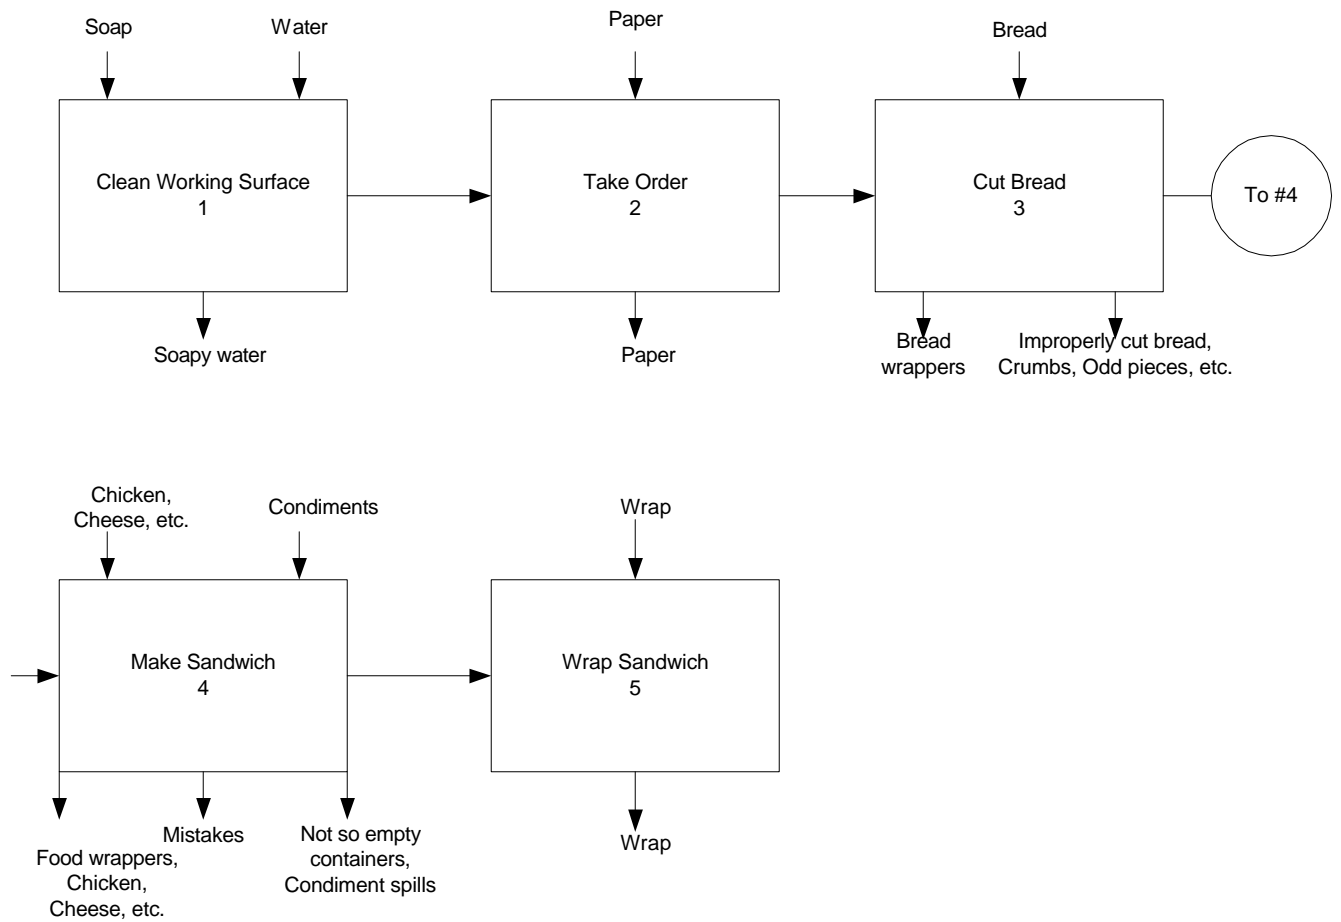 Soap
Water
Paper
Bread
Clean Working Surface
1
Take Order
2
Cut Bread
3
To #4
Soapy water
Paper
Bread
wrappers
Improperly cut bread,
Crumbs, Odd pieces, etc.
Chicken,
Cheese, etc.
Condiments
Wrap
Make Sandwich
4
Wrap Sandwich
5
Food wrappers,
Chicken,
Cheese, etc.
Mistakes
Not so empty
containers,
Condiment spills
Wrap